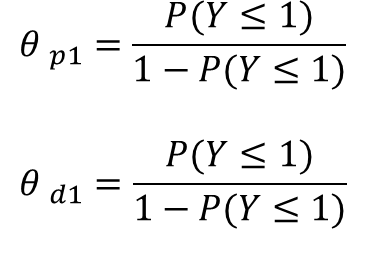 θ p1 = P(Y ≤ 1) / 1 − P(Y ≤ 1)
θ d1 = P(Y ≤ 1) / 1 − P(Y ≤ 1)